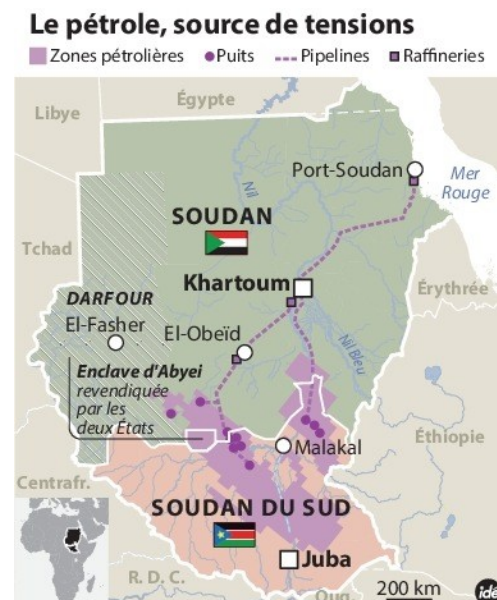 Le pétrole, source de tensions
Zones pétrolières Puits Pipelines Raffineries
Libye
Égypte
Port-Soudan
Mer
Rouge
Nil
SOUDAN
Tchad
Khartoum
Érythrée
DARFOUR
El-Fasher
El-Obeïd
Nil Bleu
Enclave d'Abyei
revendiquée
par les
deux États
Malakal
Éthiopie
Centrafr.
SOUDAN DU SUD
Juba
R. D. C.
Oug.
200 km
idé